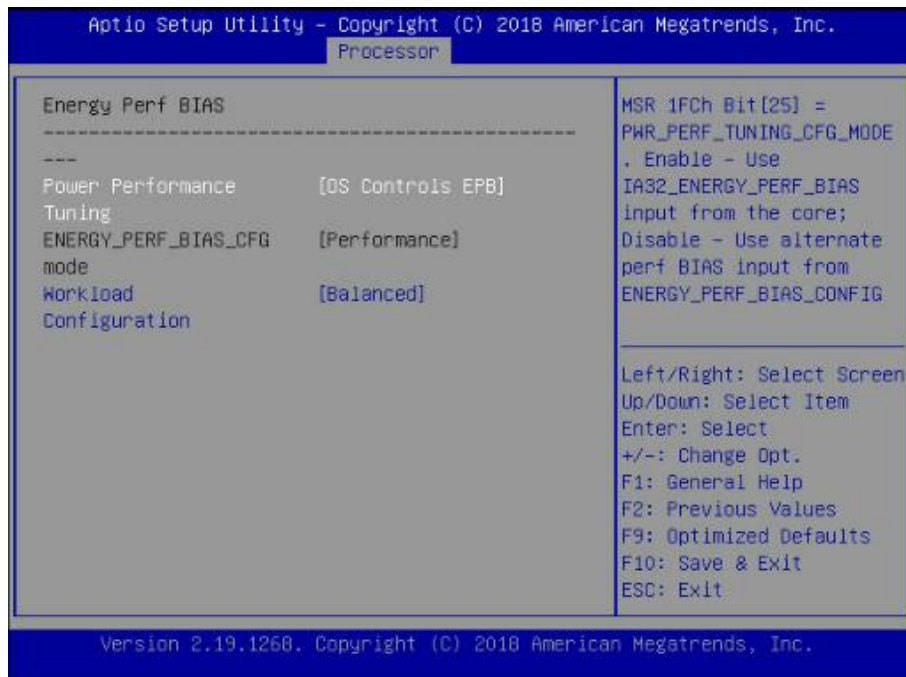 Aptio Setup Utility – Copyright (C) 2018 American Megatrends, Inc.
Processor
Energy Perf BIAS
--------------------------------------------------
---
Power Performance Tuning [OS Controls EPB]
ENERGY_PERF_BIAS_CFG mode [Performance]
Workload Configuration [Balanced]
MSR 1FCh Bit[25] =
PWR_PERF_TUNING_CFG_MODE
. Enable – Use
IA32_ENERGY_PERF_BIAS
input from the core;
Disable – Use alternate
perf BIAS input from
ENERGY_PERF_BIAS_CONFIG
Left/Right: Select Screen
Up/Down: Select Item
Enter: Select
+/-: Change Opt.
F1: General Help
F2: Previous Values
F9: Optimized Defaults
F10: Save & Exit
ESC: Exit
Version 2.19.1268. Copyright (C) 2018 American Megatrends, Inc.